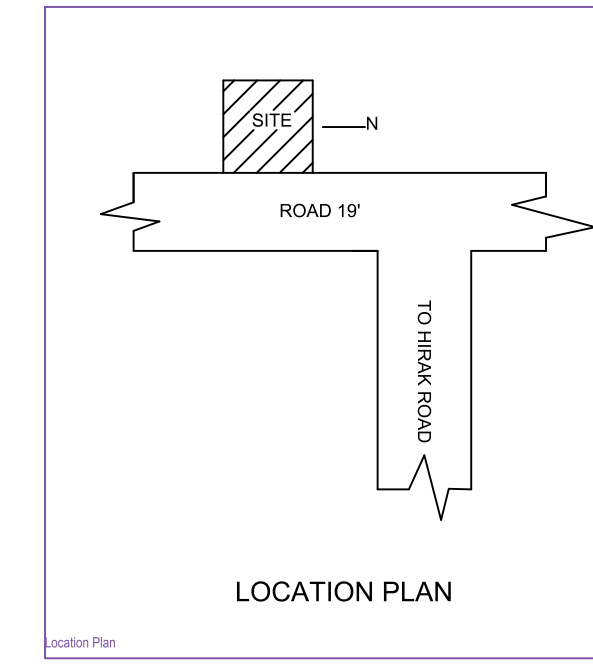 SITE
N
ROAD 19'
TO HIRAK ROAD
LOCATION PLAN
Location Plan